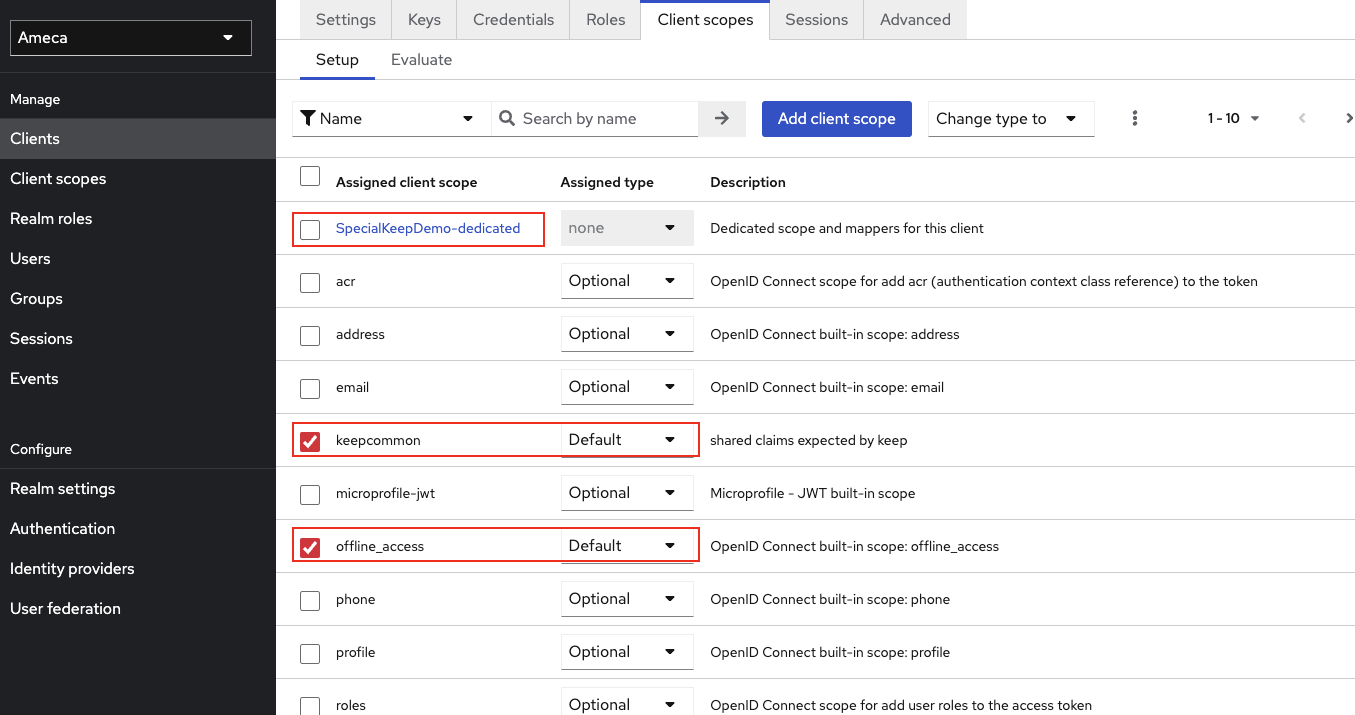 Ameca
Manage
Clients
Client scopes
Realm roles
Users
Groups
Sessions
Events
Configure
Realm settings
Authentication
Identity providers
User federation
Settings Keys Credentials Roles Client scopes Sessions Advanced
Setup Evaluate
Name Search by name Add client scope Change type to 1 - 10
Assigned client scope Assigned type Description
SpecialKeepDemo-dedicated none Dedicated scope and mappers for this client
acr Optional OpenID Connect scope for add acr (authentication context class reference) to the token
address Optional OpenID Connect built-in scope: address
email Optional OpenID Connect built-in scope: email
keepcommon Default shared claims expected by keep
microprofile-jwt Optional Microprofile - JWT built-in scope
offline_access Default OpenID Connect built-in scope: offline_access
phone Optional OpenID Connect built-in scope: phone
profile Optional OpenID Connect built-in scope: profile
roles Optional OpenID Connect scope for add user roles to the access token